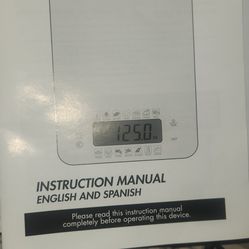 125.0
INSTRUCTION MANUAL
ENGLISH AND SPANISH
Please read this instruction manual
completely before operating this device.